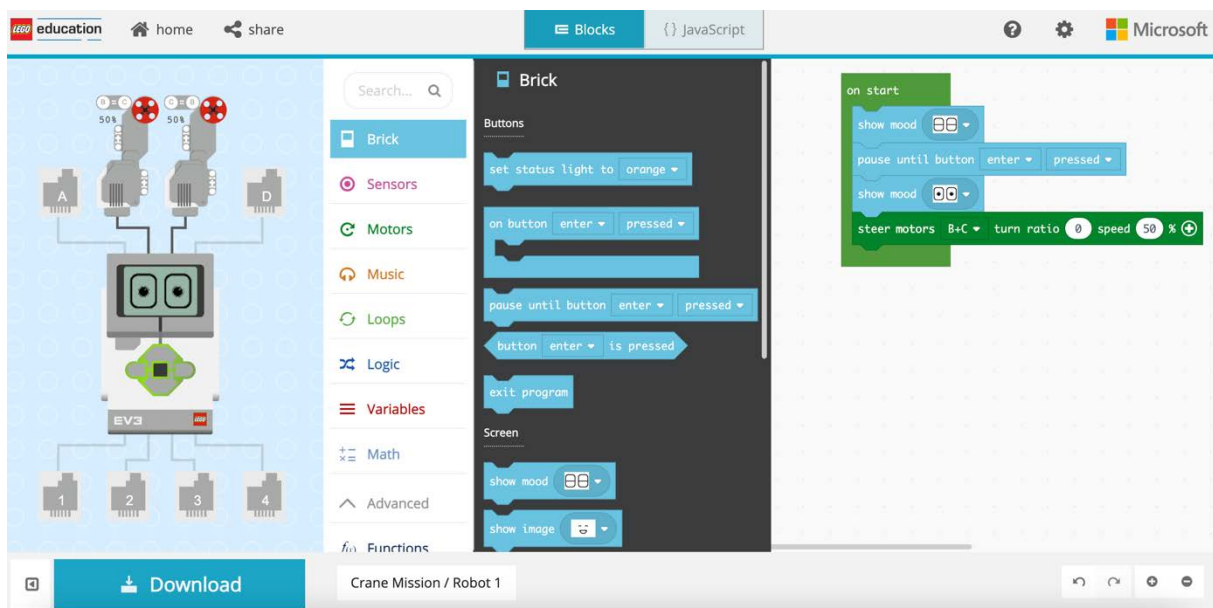 LEGO education home share Blocks {} JavaScript Microsoft
B = C B = C
50% 50%
A D
EV3
1 2 3 4
Search...
Brick
Sensors
Motors
Music
Loops
Logic
Variables
Math
Advanced
f(x) Functions
Brick
Buttons
set status light to orange
on button enter pressed
pause until button enter pressed
button enter is pressed
exit program
Screen
show mood
show image
on start
show mood
pause until button enter pressed
show mood
steer motors B+C turn ratio 0 speed 50 %
Download
Crane Mission / Robot 1